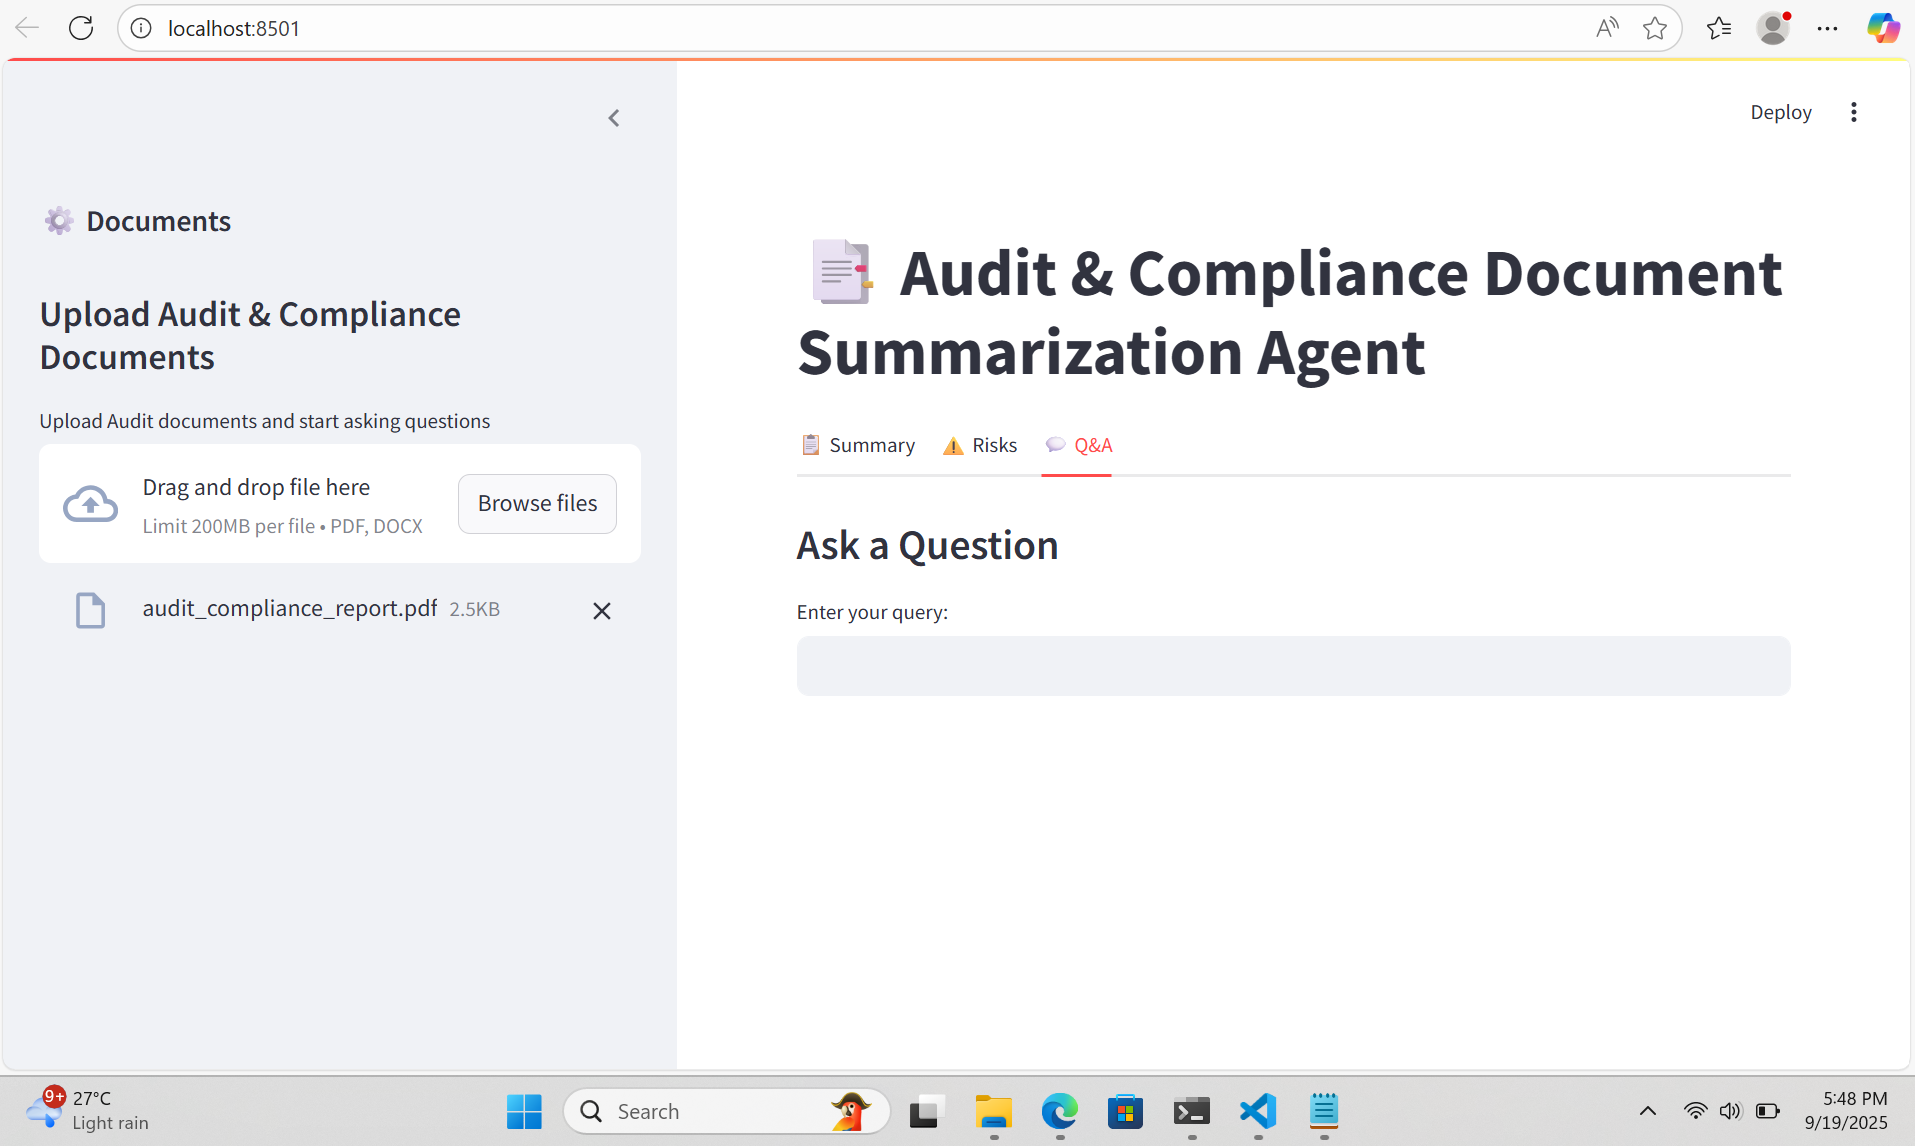 localhost:8501
Deploy
Documents
Upload Audit & Compliance
Documents
Upload Audit documents and start asking questions
Drag and drop file here
Limit 200MB per file • PDF, DOCX
Browse files
audit_compliance_report.pdf 2.5KB
Audit & Compliance Document
Summarization Agent
Summary
Risks
Q&A
Ask a Question
Enter your query:
9+
27°C
Light rain
Search
5:48 PM
9/19/2025